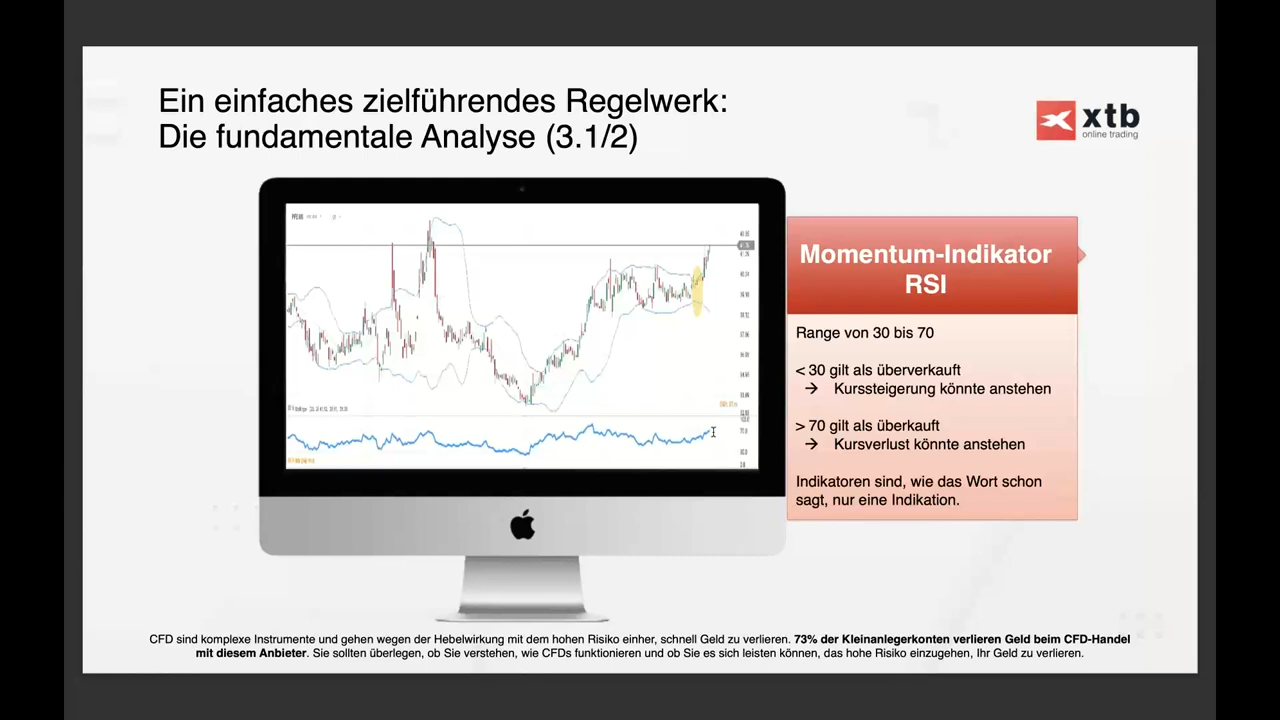 Ein einfaches zielführendes Regelwerk:
Die fundamentale Analyse (3.1/2)
xtb
online trading
Momentum-Indikator
RSI
Range von 30 bis 70
< 30 gilt als überverkauft
→ Kurssteigerung könnte anstehen
> 70 gilt als überkauft
→ Kursverlust könnte anstehen
Indikatoren sind, wie das Wort schon
sagt, nur eine Indikation.
CFD sind komplexe Instrumente und gehen wegen der Hebelwirkung mit dem hohen Risiko einher, schnell Geld zu verlieren. 73% der Kleinanlegerkonten verlieren Geld beim CFD-Handel
mit diesem Anbieter. Sie sollten überlegen, ob Sie verstehen, wie CFDs funktionieren und ob Sie es sich leisten können, das hohe Risiko einzugehen, Ihr Geld zu verlieren.